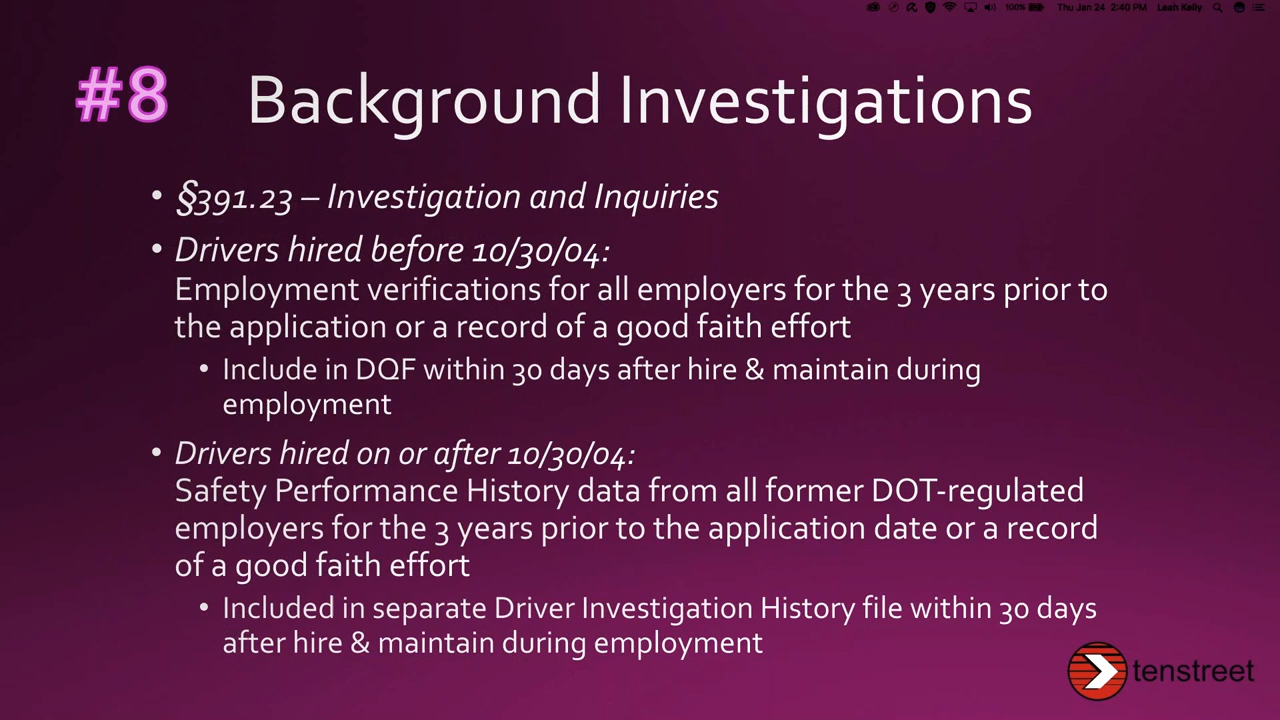 100% Thu Jan 24 2:40 PM Leah Kelly
#8 Background Investigations
• §391.23 – Investigation and Inquiries
• Drivers hired before 10/30/04:
Employment verifications for all employers for the 3 years prior to
the application or a record of a good faith effort
• Include in DQF within 30 days after hire & maintain during
employment
• Drivers hired on or after 10/30/04:
Safety Performance History data from all former DOT-regulated
employers for the 3 years prior to the application date or a record
of a good faith effort
• Included in separate Driver Investigation History file within 30 days
after hire & maintain during employment
tenstreet